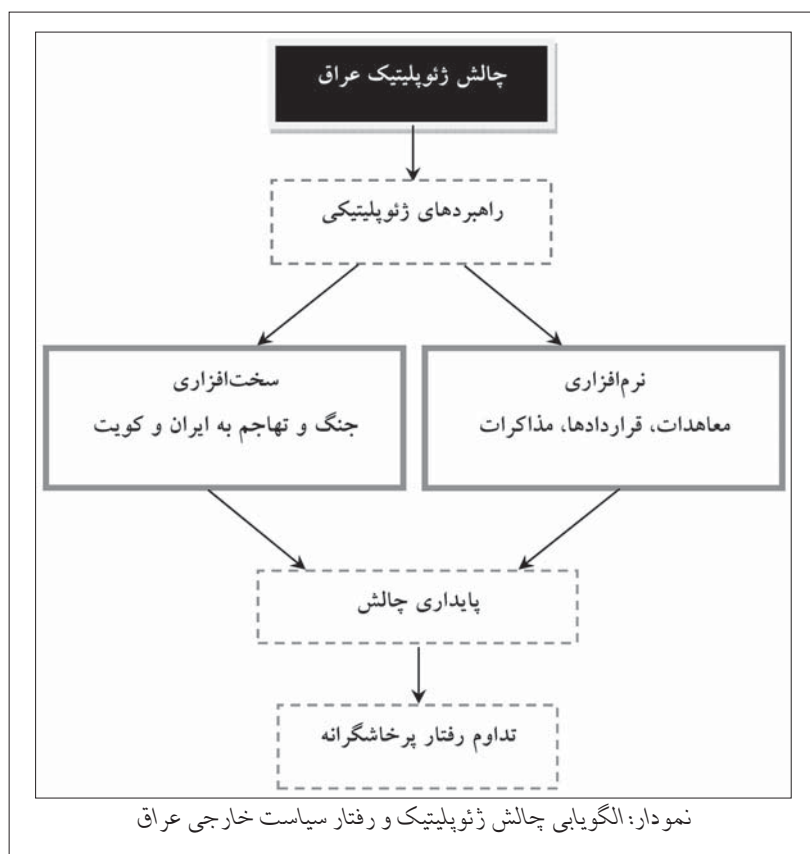 چالش ژئوپلیتیک عراق
راهبردهای ژئوپلیتیکی
نرم‌افزاری
معاهدات، قراردادها، مذاکرات
سخت‌افزاری
جنگ و تهاجم به ایران و کویت
پایداری چالش
تداوم رفتار پرخاشگرانه
نمودار: الگویابی چالش ژئوپلیتیک و رفتار سیاست خارجی عراق